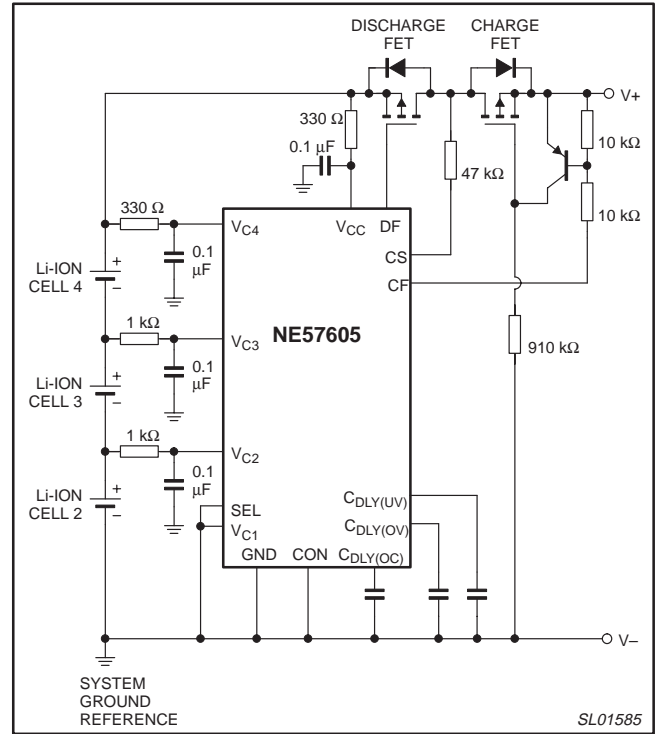 DISCHARGE
FET
CHARGE
FET
V+
330 Ω
0.1 μF
10 kΩ
47 kΩ
10 kΩ
330 Ω
VC4
VCC
DF
0.1
μF
CS
Li-ION
CELL 4
+
–
CF
1 kΩ
VC3
NE57605
0.1
μF
910 kΩ
Li-ION
CELL 3
+
–
1 kΩ
VC2
0.1
μF
Li-ION
CELL 2
+
–
SEL
VC1
CDLY(UV)
CDLY(OV)
GND
CON
CDLY(OC)
V–
SYSTEM
GROUND
REFERENCE
SL01585